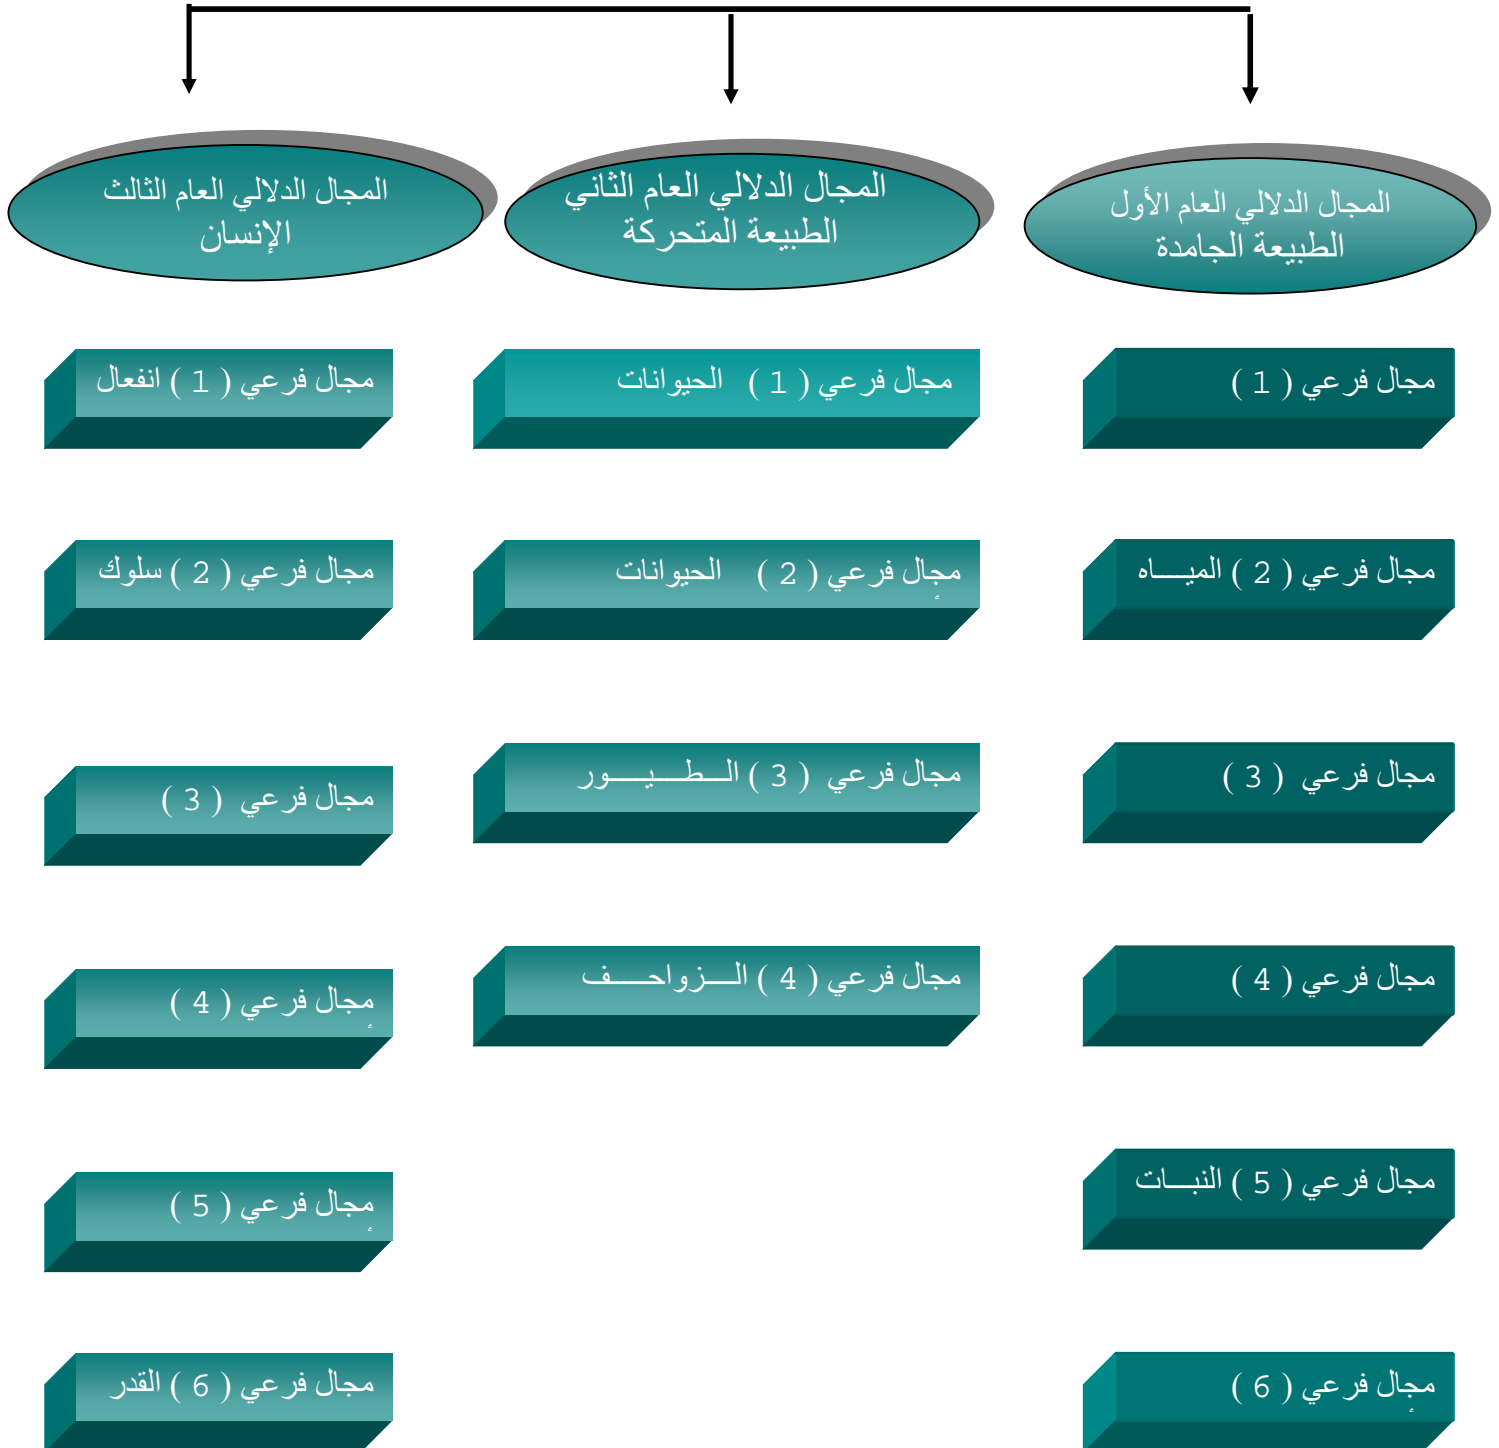 المجال الدلالي العام الأول
الطبيعة الجامدة
مجال فرعي ( 1 )
مجال فرعي ( 2 ) الميـــاه
مجال فرعي ( 3 )
مجال فرعي ( 4 )
مجال فرعي ( 5 ) النبـــات
مجال فرعي ( 6 )
المجال الدلالي العام الثاني
الطبيعة المتحركة
مجال فرعي ( 1 ) الحيوانات
مجال فرعي ( 2 ) الحيوانات
مجال فرعي ( 3 ) الــطــيــــور
مجال فرعي ( 4 ) الـــزواحــــف
المجال الدلالي العام الثالث
الإنسان
مجال فرعي ( 1 ) انفعال
مجال فرعي ( 2 ) سلوك
مجال فرعي ( 3 )
مجال فرعي ( 4 )
مجال فرعي ( 5 )
مجال فرعي ( 6 ) القدر